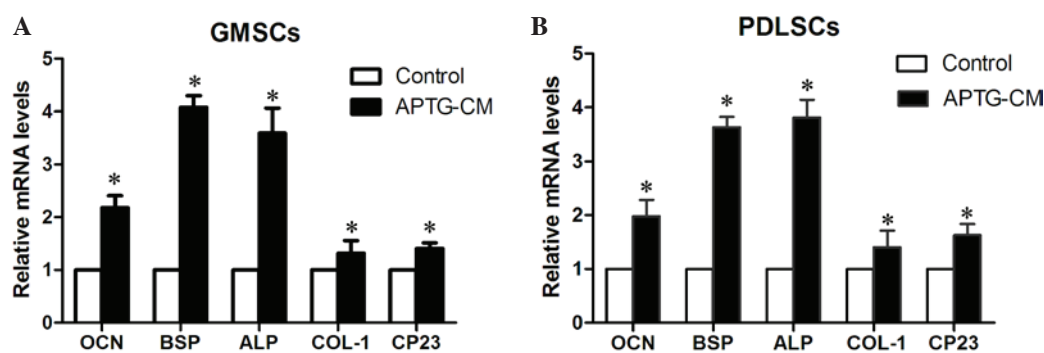 A
GMSCs
Relative mRNA levels
5
4
3
2
1
0
Control
APTG-CM
*
*
*
*
*
OCN BSP ALP COL-1 CP23
B
PDLSCs
Relative mRNA levels
5
4
3
2
1
0
Control
APTG-CM
*
*
*
*
*
OCN BSP ALP COL-1 CP23